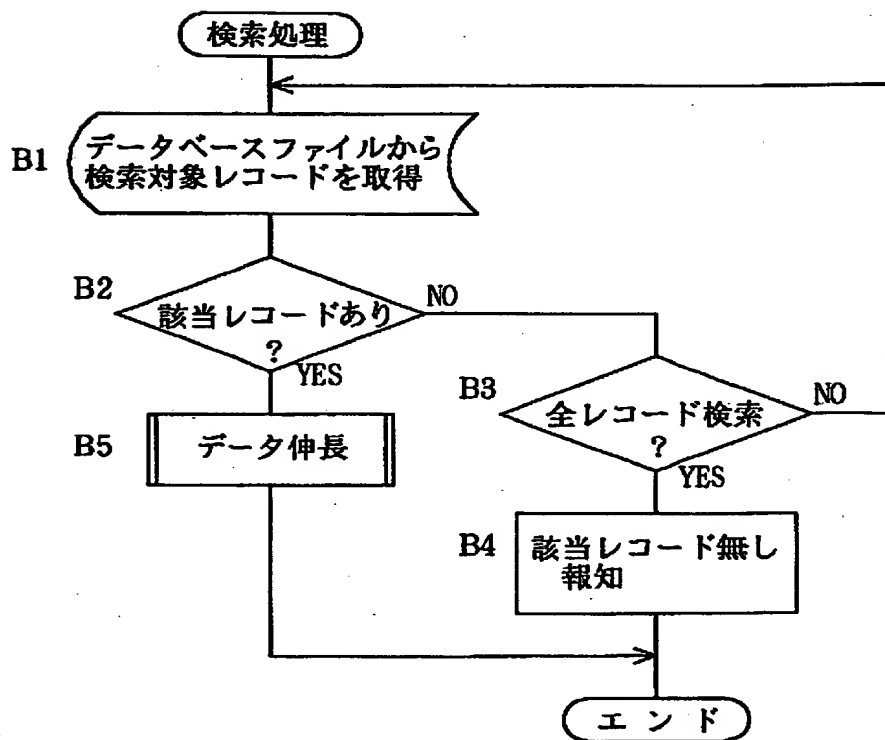 検索処理
B1
データベースファイルから
検索対象レコードを取得
B2
該当レコードあり
?
NO
YES
B3
全レコード検索
?
NO
YES
B5
データ伸長
B4
該当レコード無し
報知
エンド